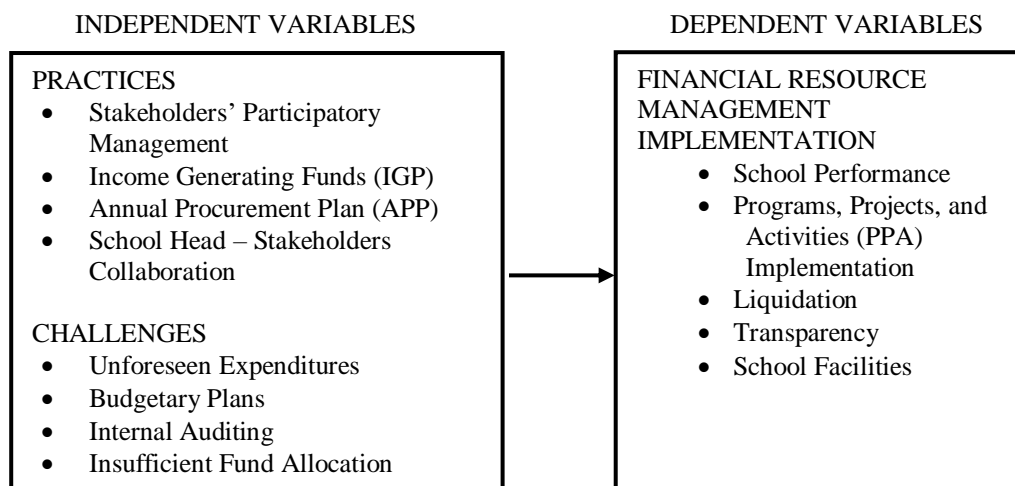 INDEPENDENT VARIABLES
PRACTICES
• Stakeholders’ Participatory
Management
• Income Generating Funds (IGP)
• Annual Procurement Plan (APP)
• School Head – Stakeholders
Collaboration
CHALLENGES
• Unforeseen Expenditures
• Budgetary Plans
• Internal Auditing
• Insufficient Fund Allocation
DEPENDENT VARIABLES
FINANCIAL RESOURCE
MANAGEMENT
IMPLEMENTATION
• School Performance
• Programs, Projects, and
Activities (PPA)
Implementation
• Liquidation
• Transparency
• School Facilities